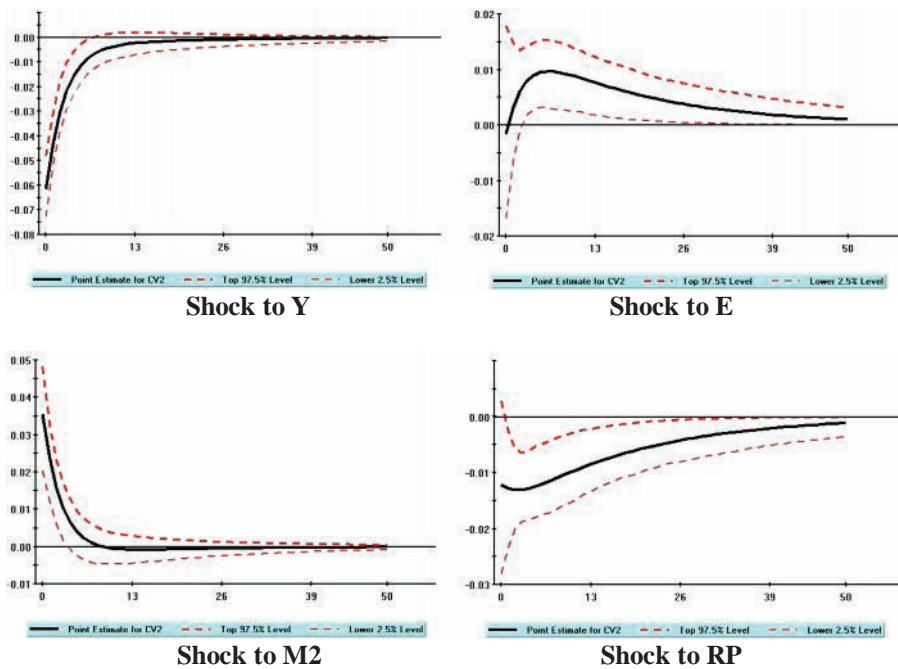 0.00
-0.01
-0.02
-0.03
-0.04
-0.05
-0.06
-0.07
-0.08
0 13 26 39 50
Point Estimate for CV2 Top 97.5% Level Lower 2.5% Level
Shock to Y
0.02
0.01
0.00
-0.01
-0.02
0 13 26 39 50
Point Estimate for CV2 Top 97.5% Level Lower 2.5% Level
Shock to E
0.05
0.04
0.03
0.02
0.01
0.00
-0.01
0 13 26 39 50
Point Estimate for CV2 Top 97.5% Level Lower 2.5% Level
Shock to M2
0.00
-0.01
-0.02
-0.03
0 13 26 39 50
Point Estimate for CV2 Top 97.5% Level Lower 2.5% Level
Shock to RP